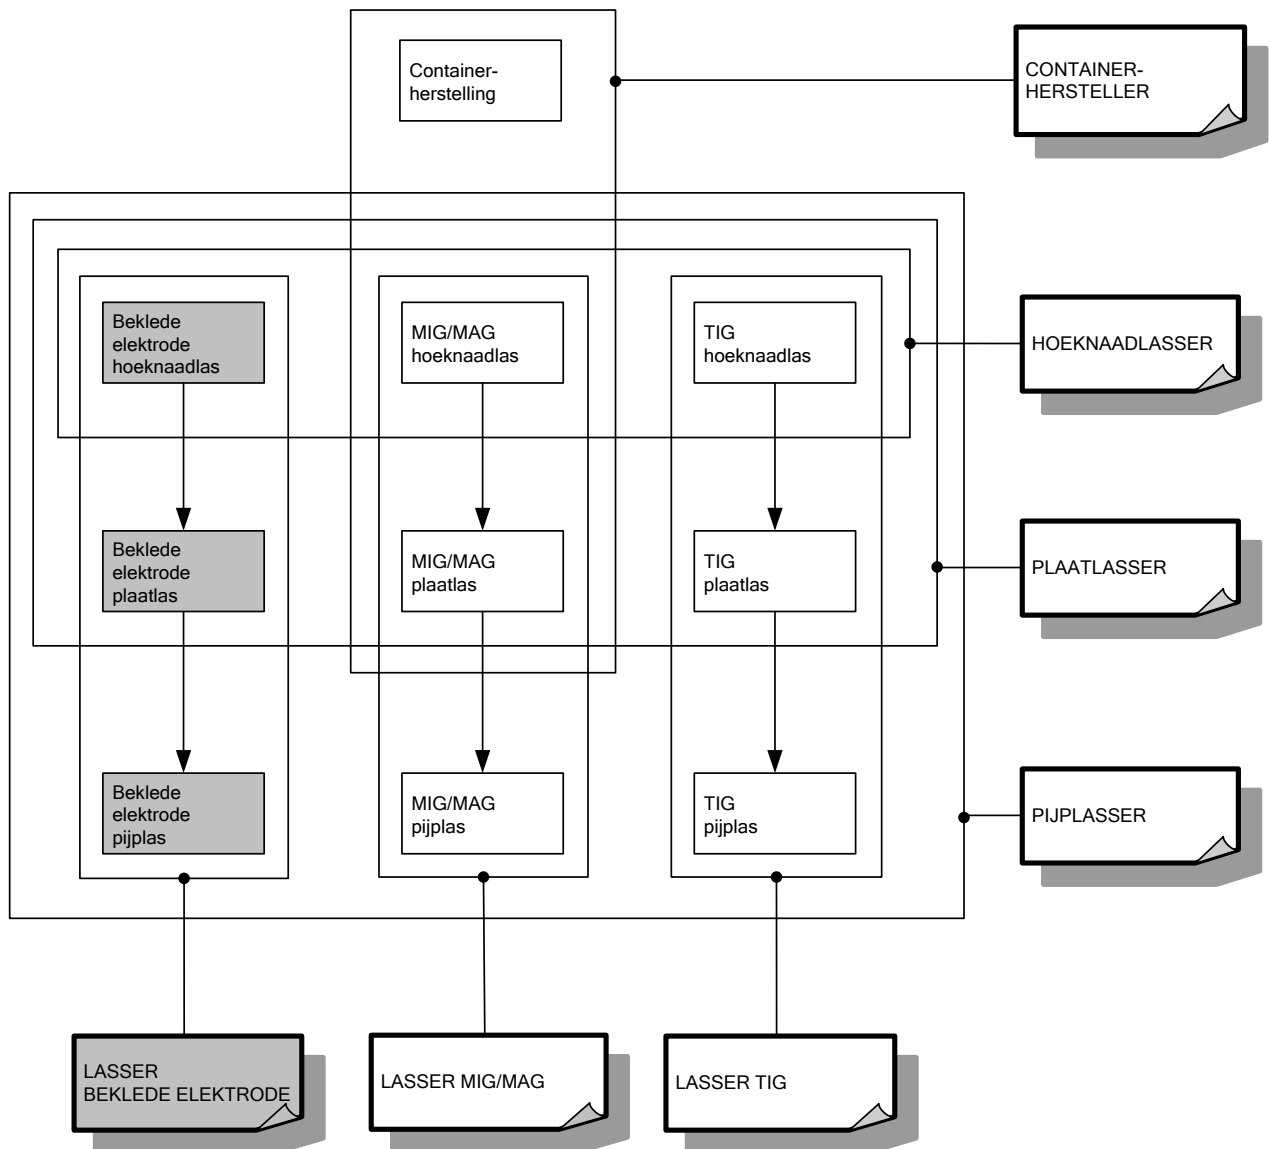 Container-
herstelling
CONTAINER-
HERSTELLER
Beklede
elektrode
hoeknaadlas
MIG/MAG
hoeknaadlas
TIG
hoeknaadlas
HOEKNAADLASSER
Beklede
elektrode
plaatlas
MIG/MAG
plaatlas
TIG
plaatlas
PLAATLASSER
Beklede
elektrode
pijplas
MIG/MAG
pijplas
TIG
pijplas
PIJPLASSER
LASSER
BEKLEDE ELEKTRODE
LASSER MIG/MAG
LASSER TIG